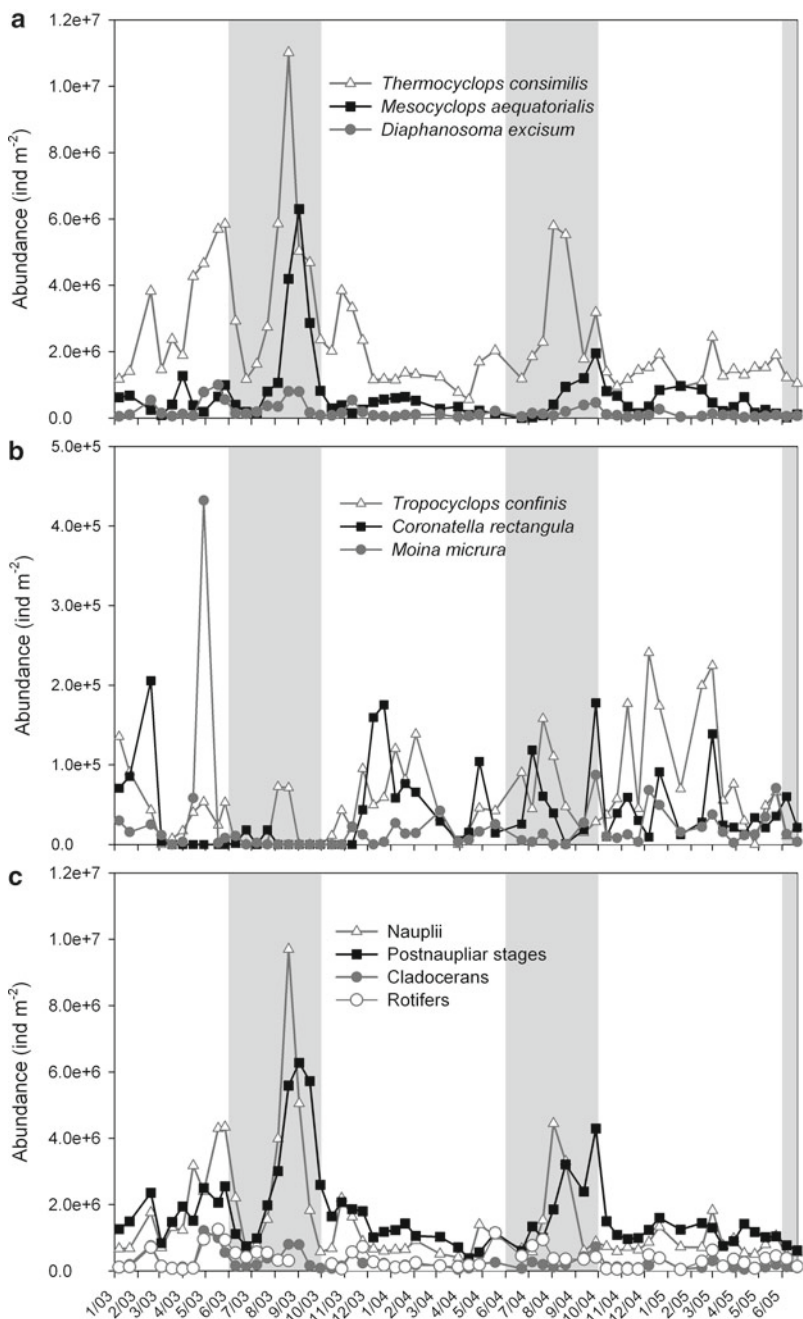 a
1.2e+7
1.0e+7
8.0e+6
6.0e+6
4.0e+6
2.0e+6
0.0
Abundance (ind m-2)
Thermocyclops consimilis
Mesocyclops aequatorialis
Diaphanosoma excisum
b
5.0e+5
4.0e+5
3.0e+5
2.0e+5
1.0e+5
0.0
Abundance (ind m-2)
Tropocyclops confinis
Coronatella rectangula
Moina micrura
c
1.2e+7
1.0e+7
8.0e+6
6.0e+6
4.0e+6
2.0e+6
0.0
Abundance (ind m-2)
Nauplii
Postnaupliar stages
Cladocerans
Rotifers
1/03
2/03
3/03
4/03
5/03
6/03
7/03
8/03
9/03
10/03
11/03
12/03
1/04
2/04
3/04
4/04
5/04
6/04
7/04
8/04
9/04
10/04
11/04
12/04
1/05
2/05
3/05
4/05
5/05
6/05